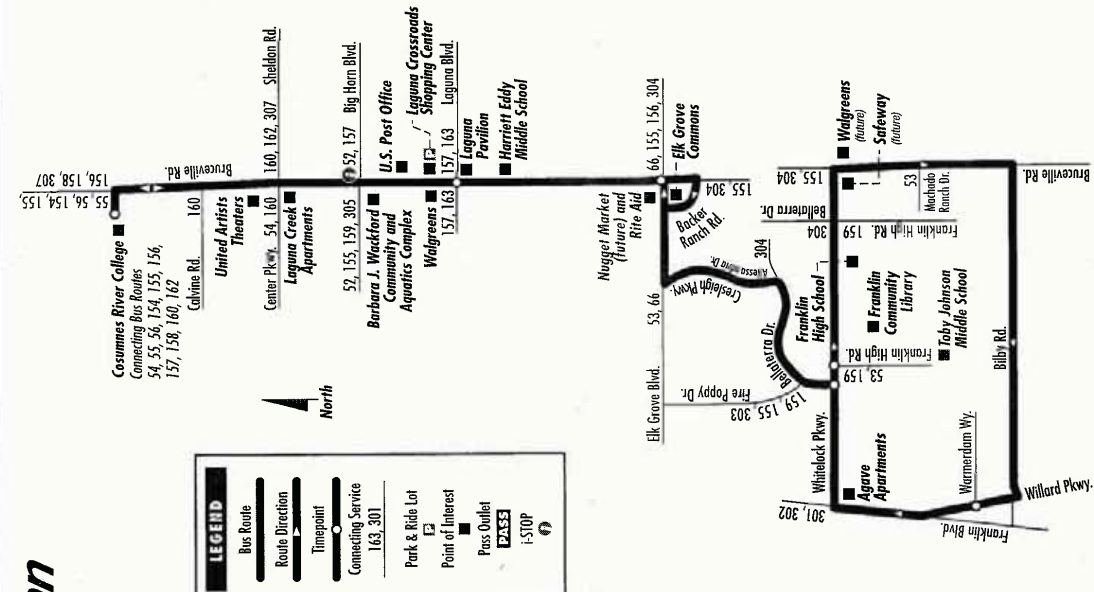 on
LEGEND
Bus Route
Route Direction
Timepoint
Connecting Service
163, 301
Park & Ride Lot
P
Point of Interest
Pass Outlet
PASS
i-STOP
North
55, 56, 154, 155,
156, 158, 307
Cosumnes River College
Connecting Bus Routes
54, 55, 56, 154, 155, 156,
157, 158, 160, 162
Bruceville Rd.
Calvine Rd. 160
United Artists
Theaters
Center Pkwy. 54, 160
160, 162, 307 Sheldon Rd.
Laguna Creek
Apartments
52, 155, 159, 305
52, 157 Big Horn Blvd.
Barbara J. Wackford
Community and
Aquatics Complex
U.S. Post Office
Laguna Crossroads
Shopping Center
P
Walgreens
157, 163
157, 163 Laguna Blvd.
Laguna
Pavilion
Harriett Eddy
Middle School
Nugget Market
(future) and
Rite Aid
66, 155, 156, 304
Elk Grove
Commons
155, 304
Backer
Ranch Rd.
Elk Grove Blvd. 53, 66
Cresleigh Pkwy.
304
Fire Poppy Dr.
159, 155
303
Bellaterra Dr.
Whitelock Pkwy.
301, 302
Agave
Apartments
Franklin
High School
Franklin High Rd.
53, 159
Franklin
Community
Library
Toby Johnson
Middle School
Bellaterra Dr.
304
159
Franklin High Rd.
155, 304
Walgreens
(future)
Safeway
(future)
53
Machado
Ranch Dr.
Bruceville Rd.
Bilby Rd.
Warmerdam Wy.
Willard Pkwy.
Franklin Blvd.